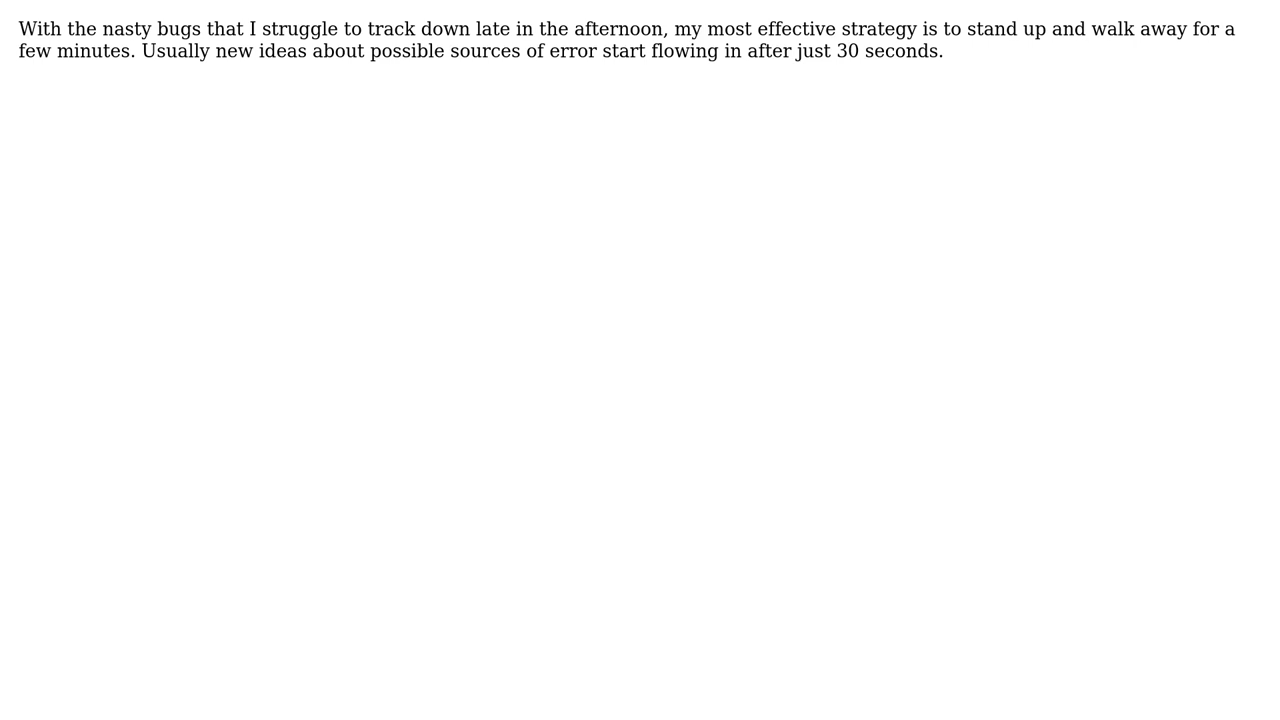 With the nasty bugs that I struggle to track down late in the afternoon, my most effective strategy is to stand up and walk away for a
few minutes. Usually new ideas about possible sources of error start flowing in after just 30 seconds.